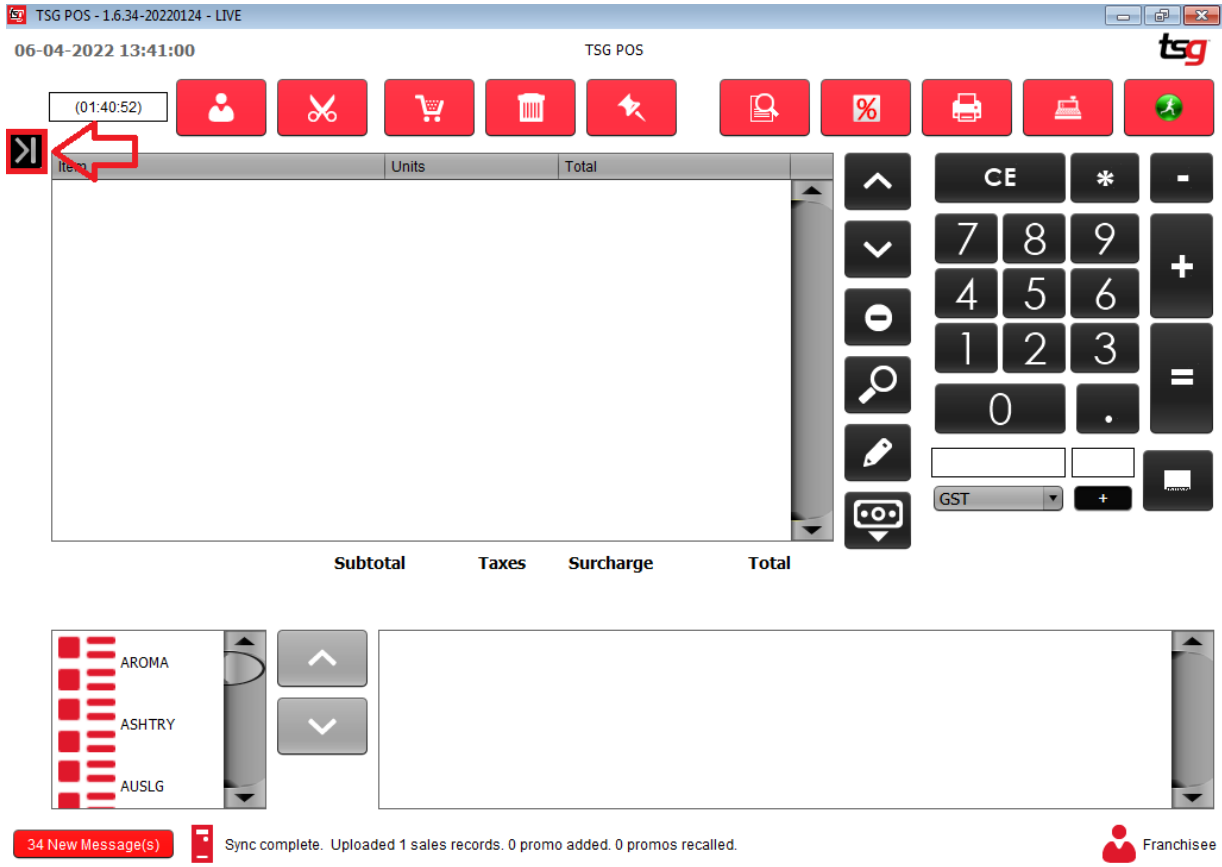 TSG POS - 1.6.34-20220124 - LIVE
06-04-2022 13:41:00
TSG POS
tsg
(01:40:52)
%
Item Units Total
CE * -
7 8 9 +
4 5 6
1 2 3 =
0 .
GST +
Subtotal Taxes Surcharge Total
AROMA
ASHTRY
AUSLG
34 New Message(s) Sync complete. Uploaded 1 sales records. 0 promo added. 0 promos recalled. Franchisee